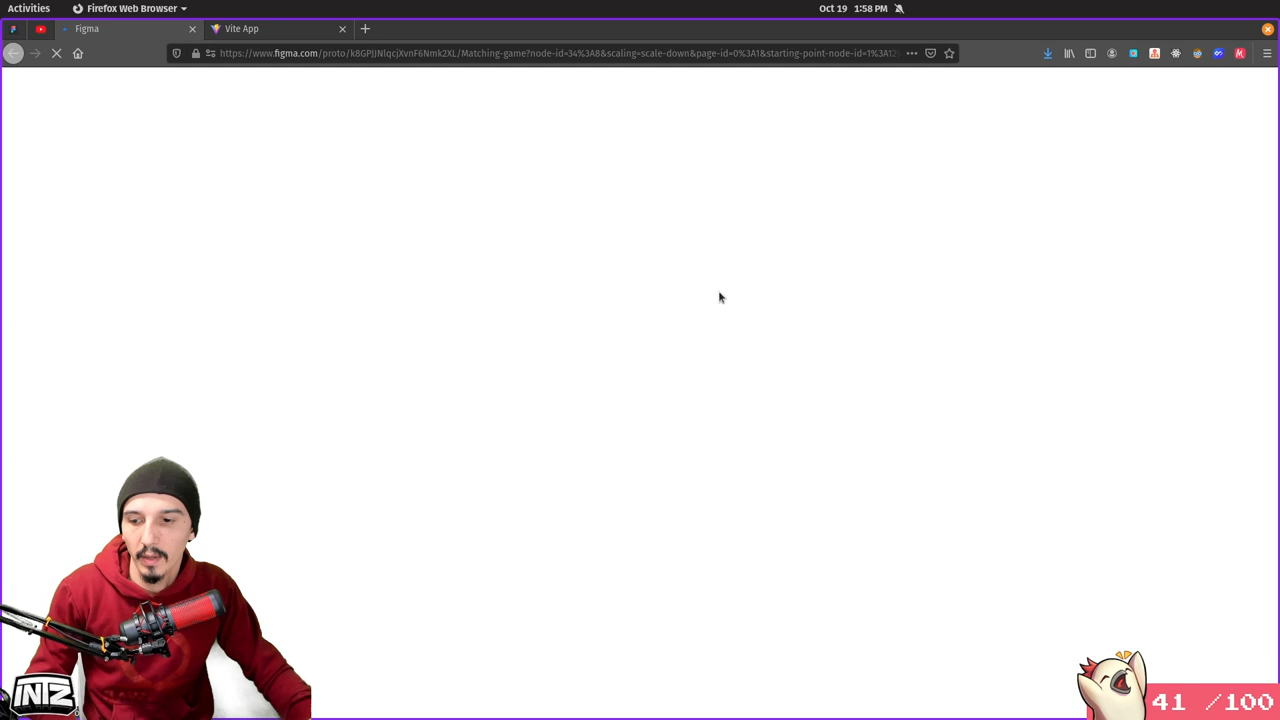 Activities Firefox Web Browser Oct 19 1:58 PM
Figma Vite App
https://www.figma.com/proto/k8GPJJNlqcjXvnF6Nmk2XL/Matching-game?node-id=34%3A8&scaling=scale-down&page-id=0%3A1&starting-point-node-id=1%3A12
INTZ
41 /100